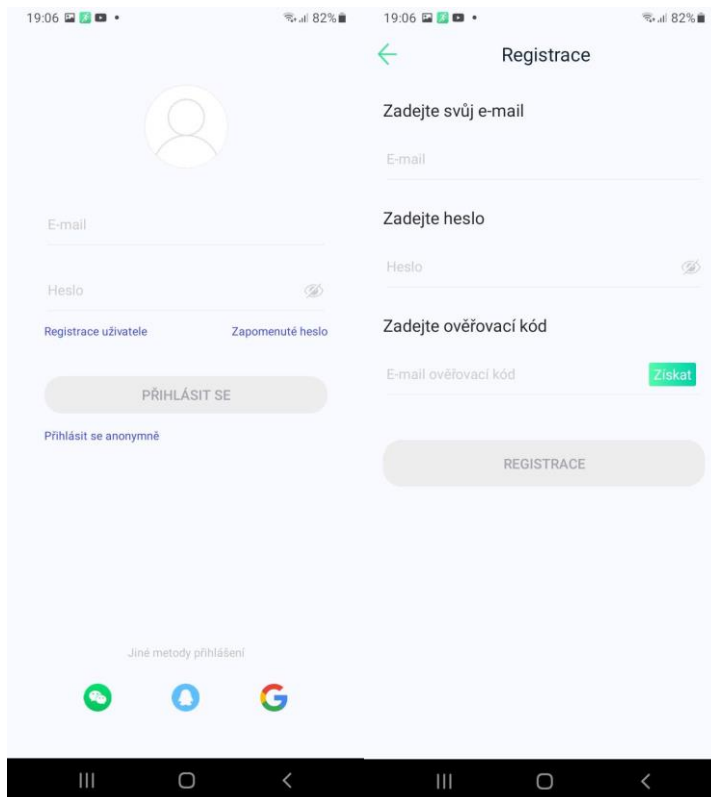 19:06
82%
E-mail
Heslo
Registrace uživatele
Zapomenuté heslo
PŘIHLÁSIT SE
Přihlásit se anonymně
Jiné metody přihlášení
19:06
82%
Registrace
Zadejte svůj e-mail
E-mail
Zadejte heslo
Heslo
Zadejte ověřovací kód
E-mail ověřovací kód
Získat
REGISTRACE